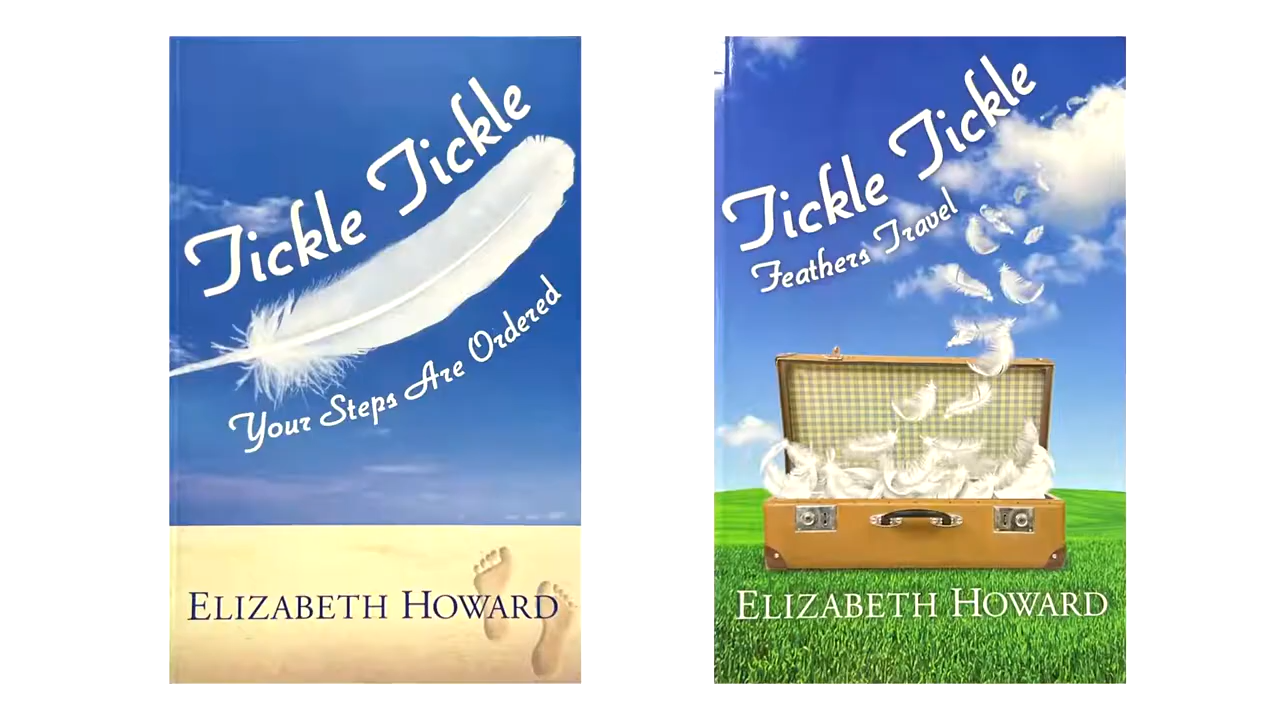 Tickle Tickle
Your Steps Are Ordered
ELIZABETH HOWARD
Tickle Tickle
Feathers Travel
ELIZABETH HOWARD